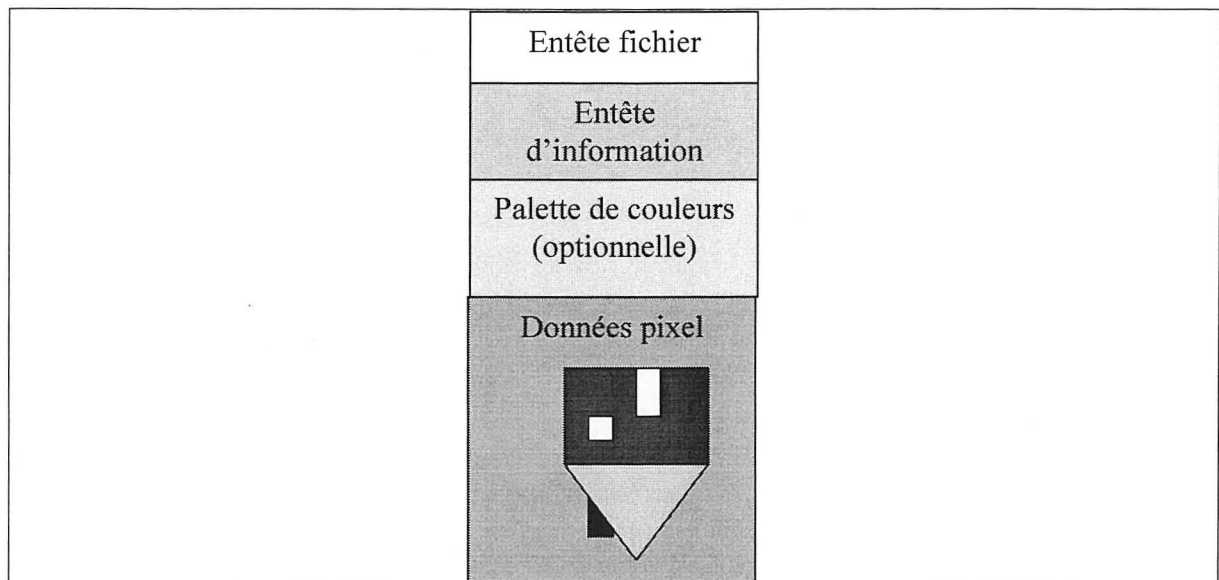 Entête fichier
Entête
d'information
Palette de couleurs
(optionnelle)
Données pixel